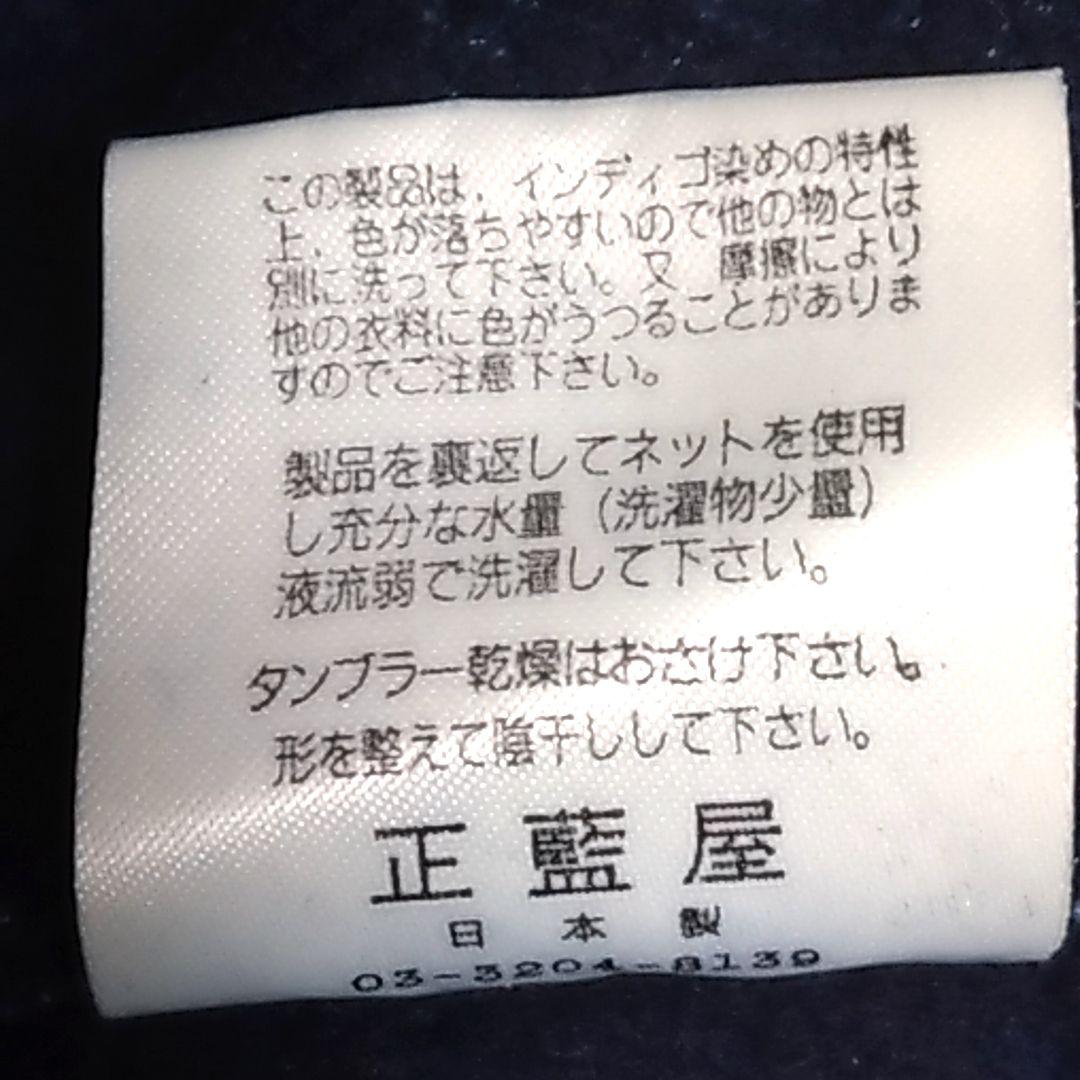 この製品は、インディゴ染めの特性
上、色が落ちやすいので他の物とは
別に洗って下さい。又 摩擦により
他の衣料に色がうつることがありま
すのでご注意下さい。
製品を裏返してネットを使用
し充分な水量（洗濯物少量）
液流弱で洗濯して下さい。
タンブラー乾燥はおさけ下さい。
形を整えて陰干しして下さい。
正藍屋
日本製
03-3204-8139